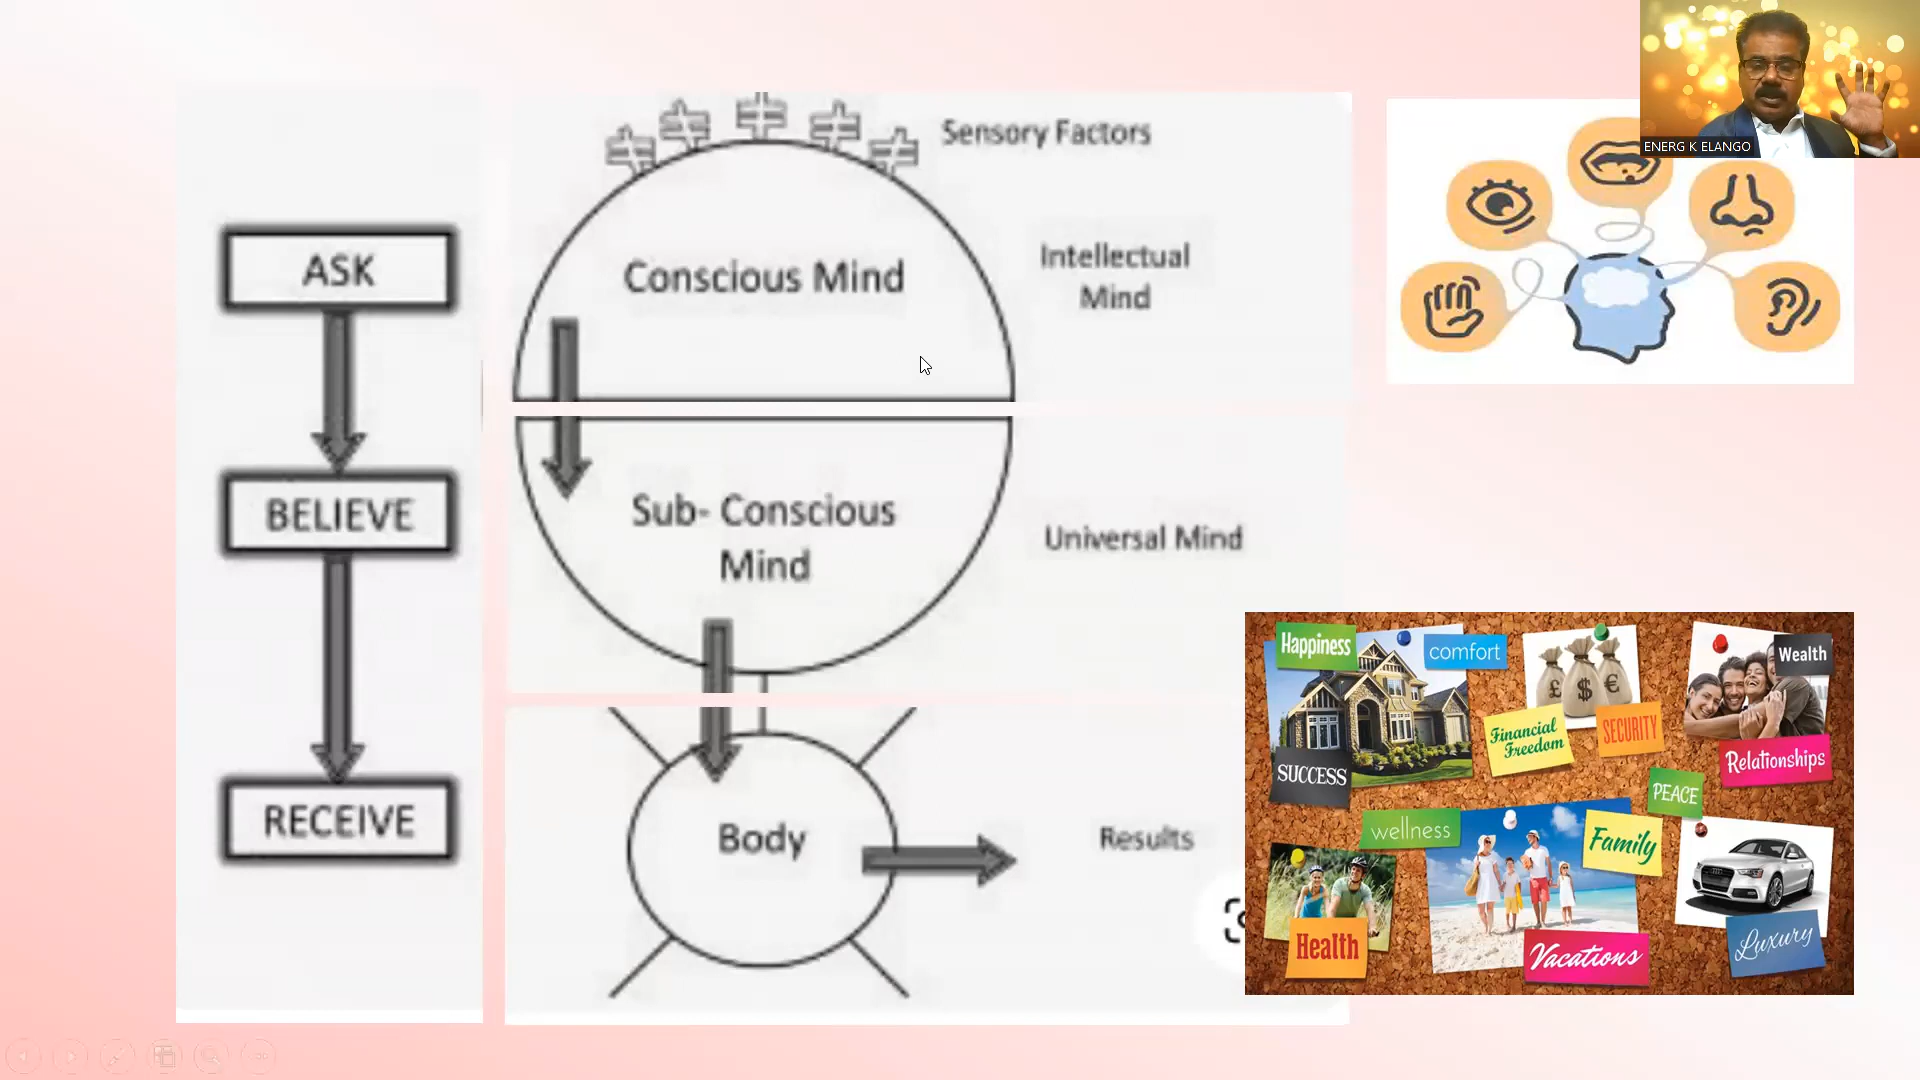 ENERG K ELANGO
ASK
BELIEVE
RECEIVE
Sensory Factors
Conscious Mind
Intellectual
Mind
Sub- Conscious
Mind
Universal Mind
Body
Results
Happiness
comfort
Wealth
£
$
€
Financial
Freedom
SECURITY
SUCCESS
Relationships
PEACE
wellness
Family
Health
Vacations
Luxury